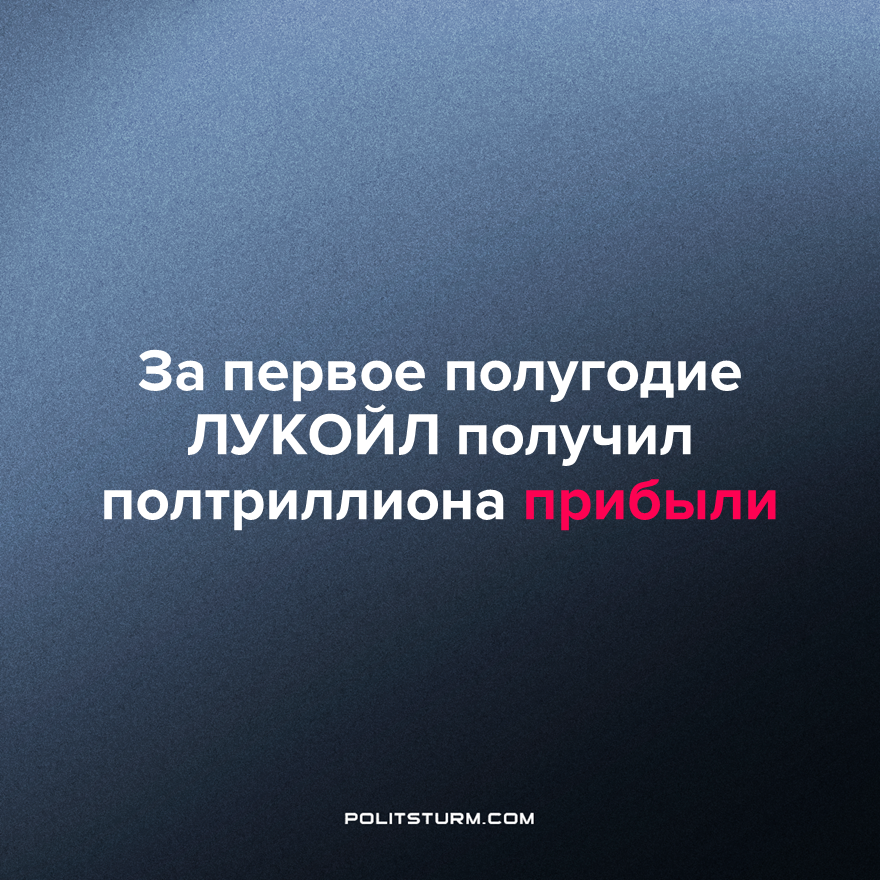 За первое полугодие
ЛУКОЙЛ получил
полтриллиона прибыли
POLITSTURM.COM